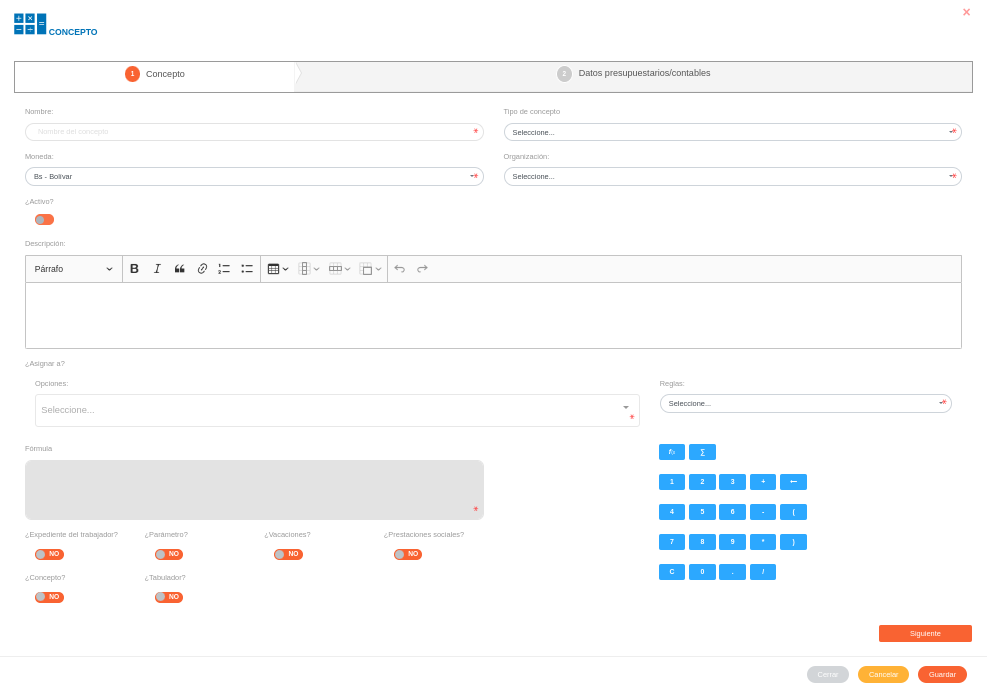 ×
CONCEPTO
1 Concepto
2 Datos presupuestarios/contables
Nombre:
Tipo de concepto
Nombre del concepto *
Seleccione... *
Moneda:
Organización:
Bs - Bolívar *
Seleccione... *
¿Activo?
Descripción:
Párrafo B I
¿Asignar a?
Opciones:
Reglas:
Seleccione... *
Seleccione... *
Fórmula
∑
1 2 3 + ←
*
4 5 6 - (
¿Expediente del trabajador? ¿Parámetro? ¿Vacaciones? ¿Prestaciones sociales?
7 8 9 * )
NO NO NO NO
C 0 . /
¿Concepto? ¿Tabulador?
NO NO
Siguiente
Cerrar Cancelar Guardar